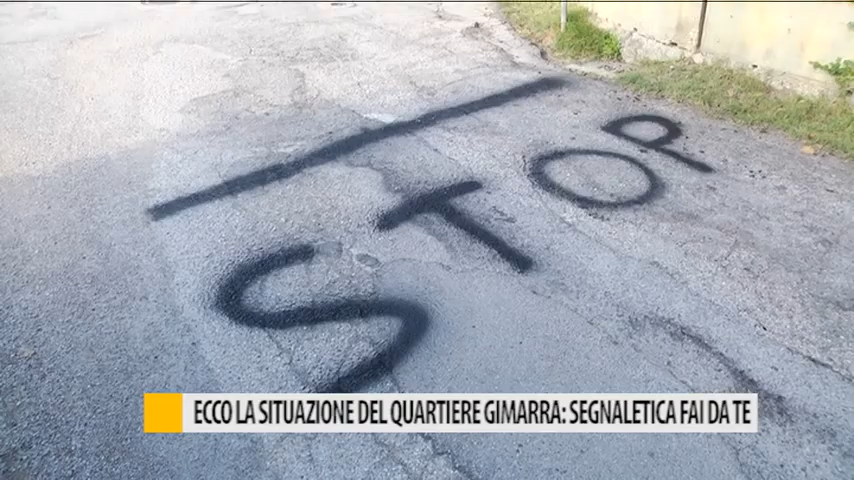 STOP
ECCO LA SITUAZIONE DEL QUARTIERE GIMARRA: SEGNALETICA FAI DA TE